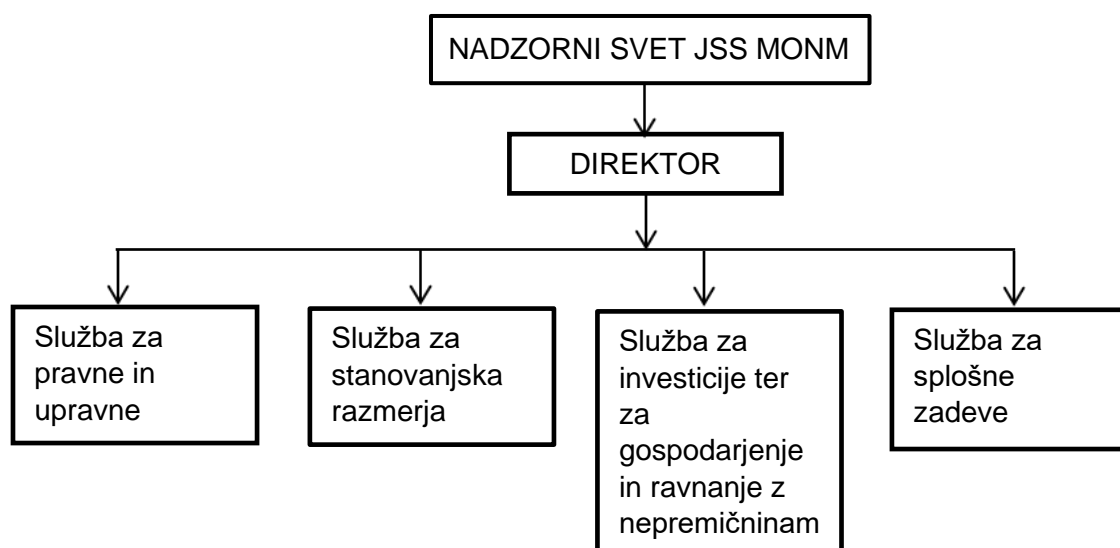 NADZORNI SVET JSS MONM
DIREKTOR
Služba za
pravne in
upravne
Služba za
stanovanjska
razmerja
Služba za
investicije ter
za
gospodarjenje
in ravnanje z
nepremičninam
Služba za
splošne
zadeve